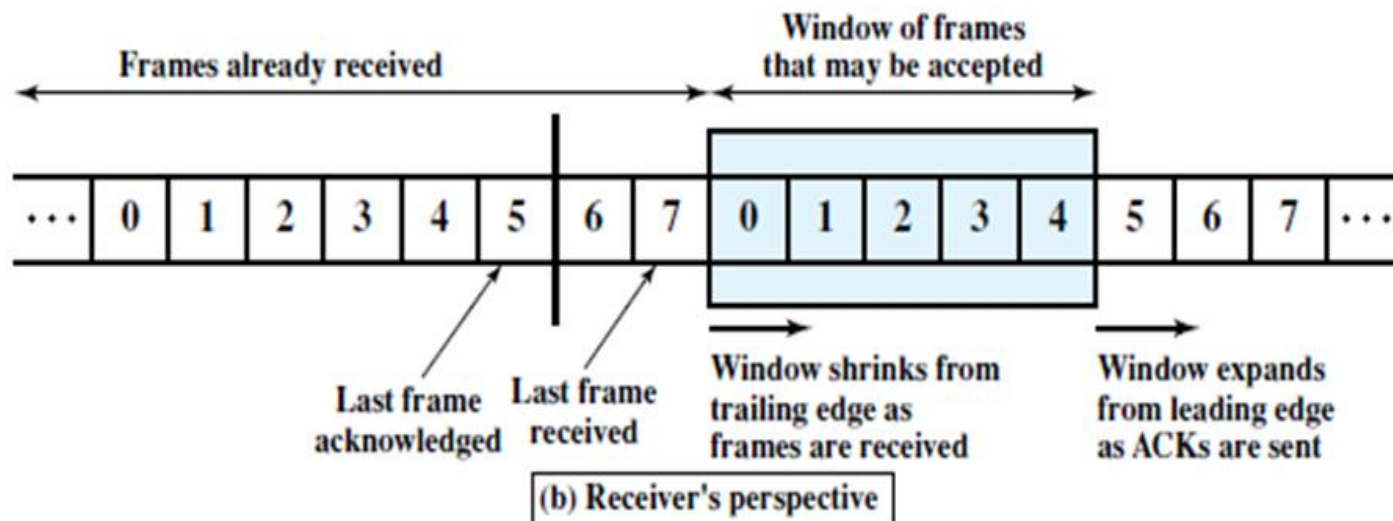 Window of frames
that may be accepted
Frames already received
··· 0 1 2 3 4 5 6 7 0 1 2 3 4 5 6 7 ···
Last frame
acknowledged
Last frame
received
Window shrinks from
trailing edge as
frames are received
Window expands
from leading edge
as ACKs are sent
(b) Receiver's perspective